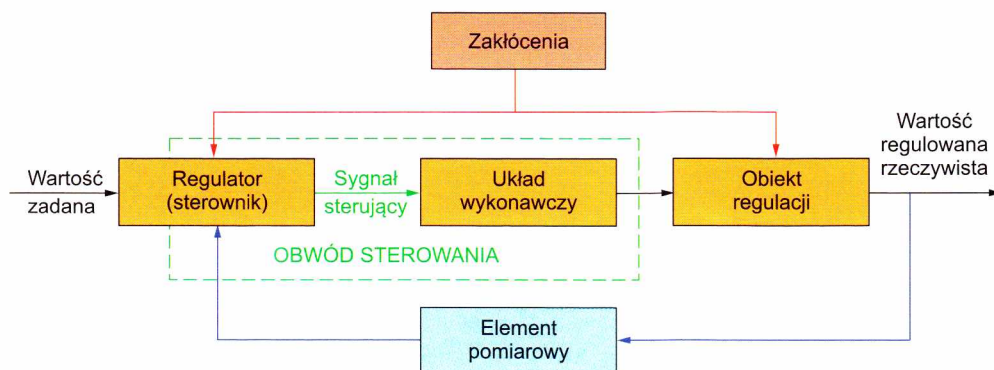 Zakłócenia
Wartość
zadana
Regulator
(sterownik)
Sygnał
sterujący
Układ
wykonawczy
Obiekt
regulacji
Wartość
regulowana
rzeczywista
OBWÓD STEROWANIA
Element
pomiarowy